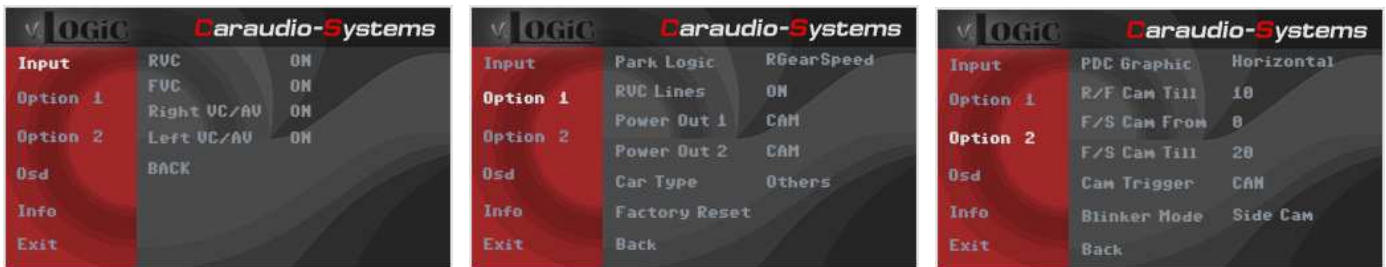 v.LOGiC Caraudio-Systems
Input RVC ON
FVC ON
Option 1 Right VC/AV ON
Option 2 Left VC/AV ON
Osd BACK
Info
Exit
v.LOGiC Caraudio-Systems
Input Park Logic RGearSpeed
Option 1 RVC Lines ON
Power Out 1 CAM
Option 2 Power Out 2 CAM
Osd Car Type Others
Info Factory Reset
Exit Back
v.LOGiC Caraudio-Systems
Input PDC Graphic Horizontal
Option 1 R/F Cam Till 10
F/S Cam From 0
Option 2 F/S Cam Till 20
Osd Cam Trigger CAN
Info Blinker Mode Side Cam
Exit Back